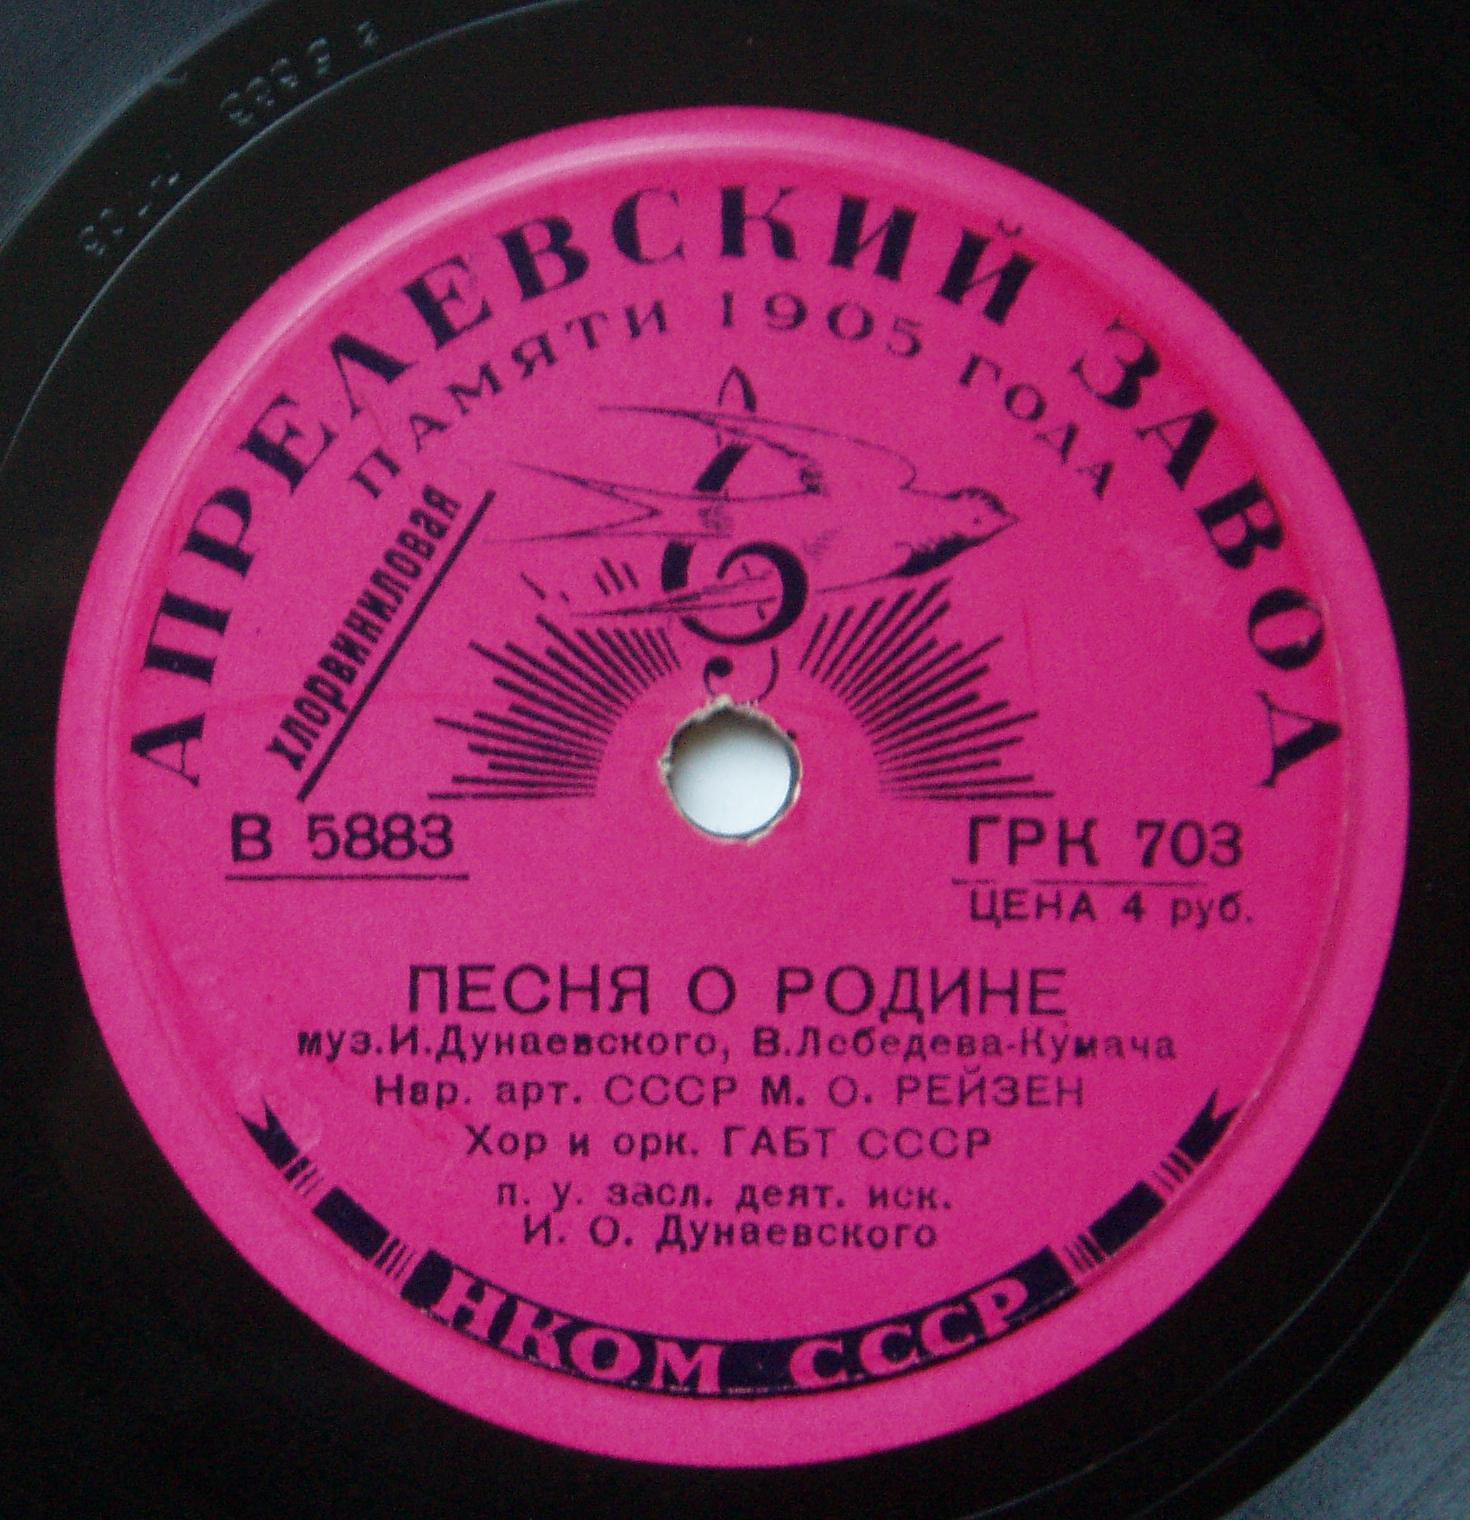 АПРЕЛЕВСКИЙ ЗАВОД
ПАМЯТИ 1905 ГОДА
хлорвиниловая
В 5883
ГРК 703
ЦЕНА 4 руб.
ПЕСНЯ О РОДИНЕ
муз.И.Дунаевского, В.Лебедева-Кумача
Нар. арт. СССР М. О. РЕЙЗЕН
Хор и орк. ГАБТ СССР
п. у. засл. деят. иск.
И. О. Дунаевского
НКОМ СССР